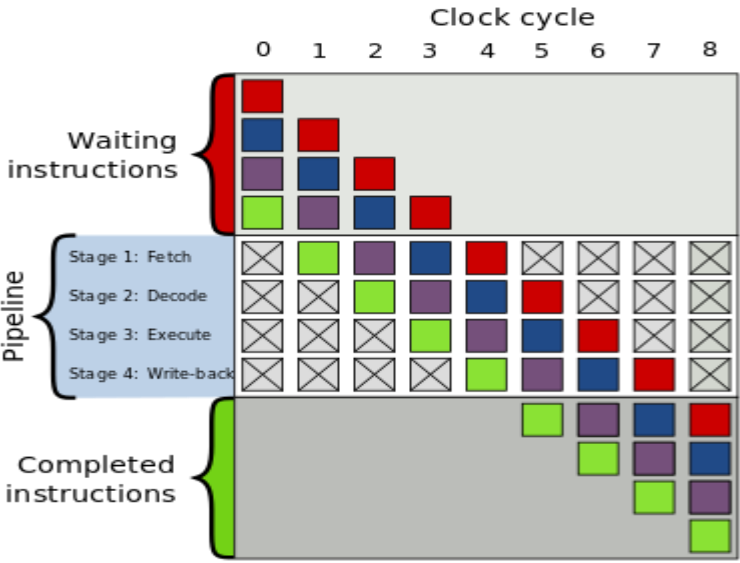 Clock cycle
0 1 2 3 4 5 6 7 8
Waiting
instructions
Pipeline
Stage 1: Fetch
Stage 2: Decode
Stage 3: Execute
Stage 4: Write-back
Completed
instructions